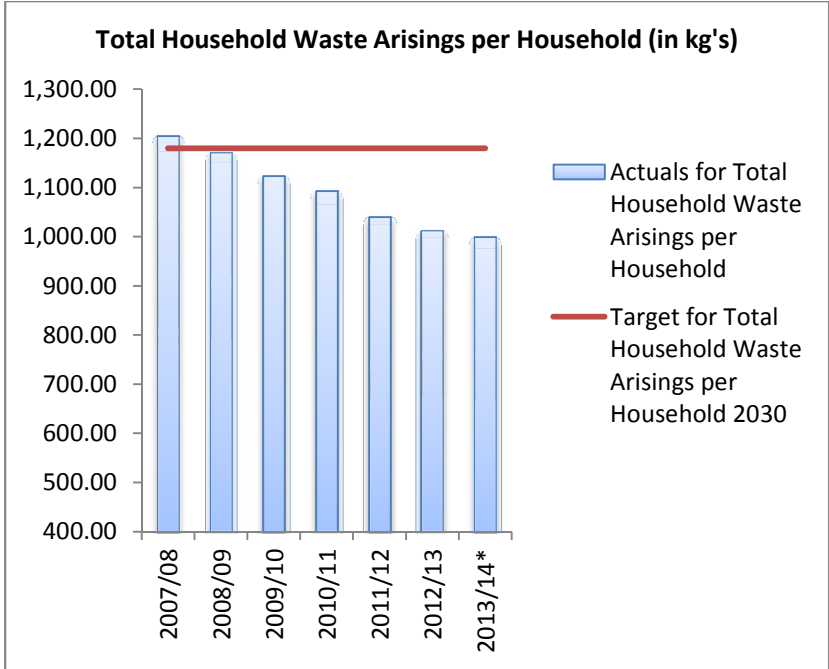 Total Household Waste Arisings per Household (in kg's)
1,300.00
1,200.00
1,100.00
1,000.00
900.00
800.00
700.00
600.00
500.00
400.00
2007/08
2008/09
2009/10
2010/11
2011/12
2012/13
2013/14*
Actuals for Total
Household Waste
Arisings per
Household
Target for Total
Household Waste
Arisings per
Household 2030